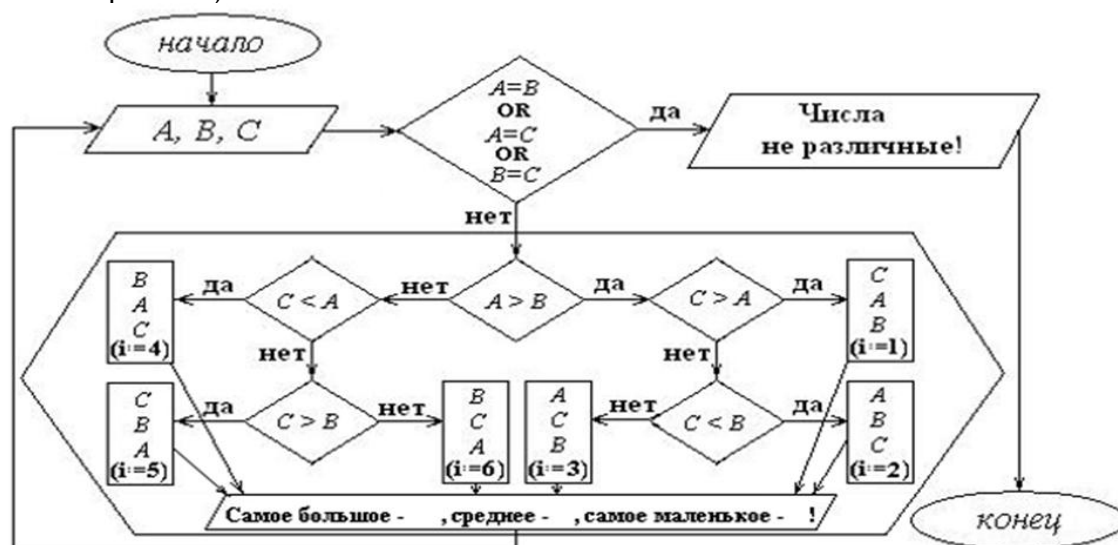 начало
A, B, C
A=B
OR
A=C
OR
B=C
да
Числа
не различные!
нет
B
A
C
(i:=4)
да
C < A
нет
A > B
да
C > A
да
C
A
B
(i:=1)
нет
нет
C
B
A
(i:=5)
да
C > B
нет
B
C
A
(i:=6)
A
C
B
(i:=3)
нет
C < B
да
A
B
C
(i:=2)
Самое большое - , среднее - , самое маленькое - !
конец